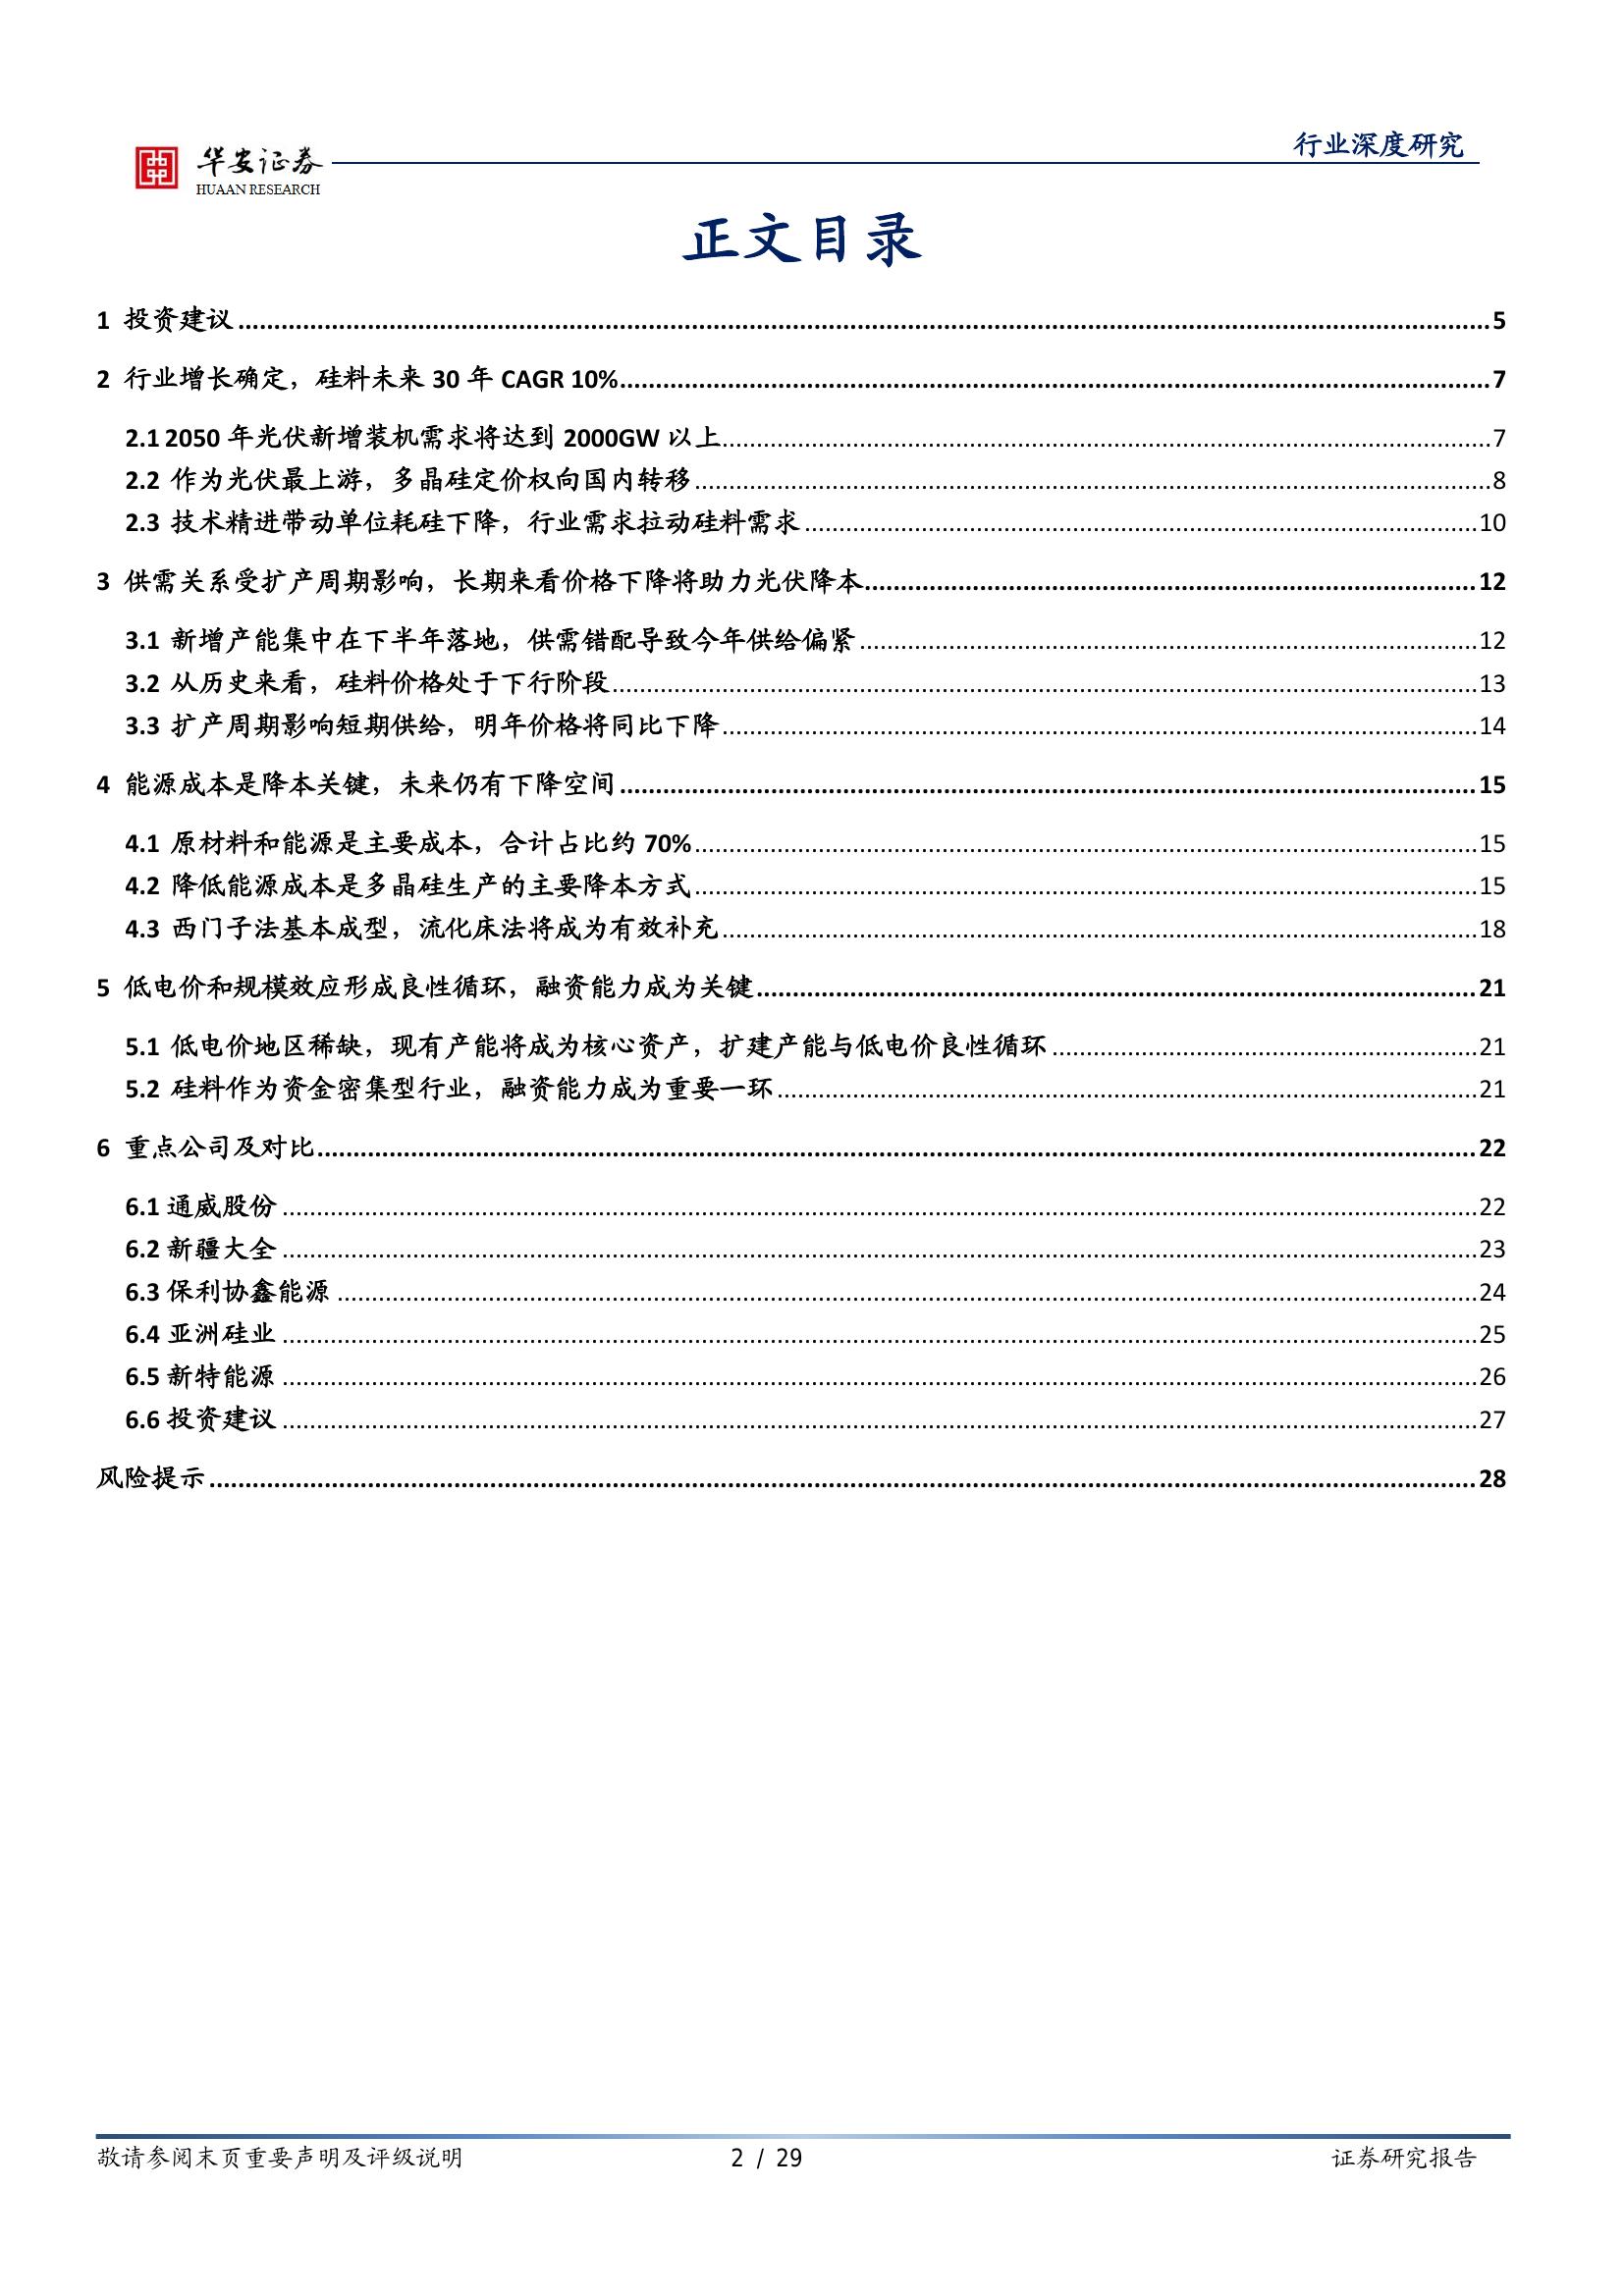 华安证券
HUAAN RESEARCH
行业深度研究
正文目录
1 投资建议 5
2 行业增长确定，硅料未来 30 年 CAGR 10% 7
2.1 2050 年光伏新增装机需求将达到 2000GW 以上 7
2.2 作为光伏最上游，多晶硅定价权向国内转移 8
2.3 技术精进带动单位耗硅下降，行业需求拉动硅料需求 10
3 供需关系受扩产周期影响，长期来看价格下降将助力光伏降本 12
3.1 新增产能集中在下半年落地，供需错配导致今年供给偏紧 12
3.2 从历史来看，硅料价格处于下行阶段 13
3.3 扩产周期影响短期供给，明年价格将同比下降 14
4 能源成本是降本关键，未来仍有下降空间 15
4.1 原材料和能源是主要成本，合计占比约 70% 15
4.2 降低能源成本是多晶硅生产的主要降本方式 15
4.3 西门子法基本成型，流化床法将成为有效补充 18
5 低电价和规模效应形成良性循环，融资能力成为关键 21
5.1 低电价地区稀缺，现有产能将成为核心资产，扩建产能与低电价良性循环 21
5.2 硅料作为资金密集型行业，融资能力成为重要一环 21
6 重点公司及对比 22
6.1 通威股份 22
6.2 新疆大全 23
6.3 保利协鑫能源 24
6.4 亚洲硅业 25
6.5 新特能源 26
6.6 投资建议 27
风险提示 28
敬请参阅末页重要声明及评级说明
2 / 29
证券研究报告